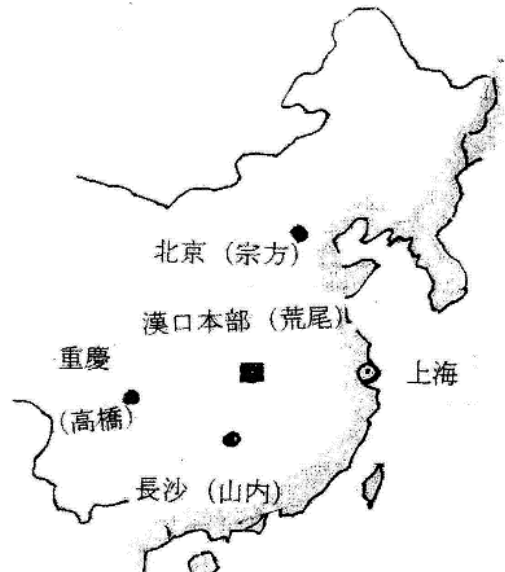 北京（宗方）
漢口本部（荒尾）
重慶
（高橋）
上海
長沙（山内）